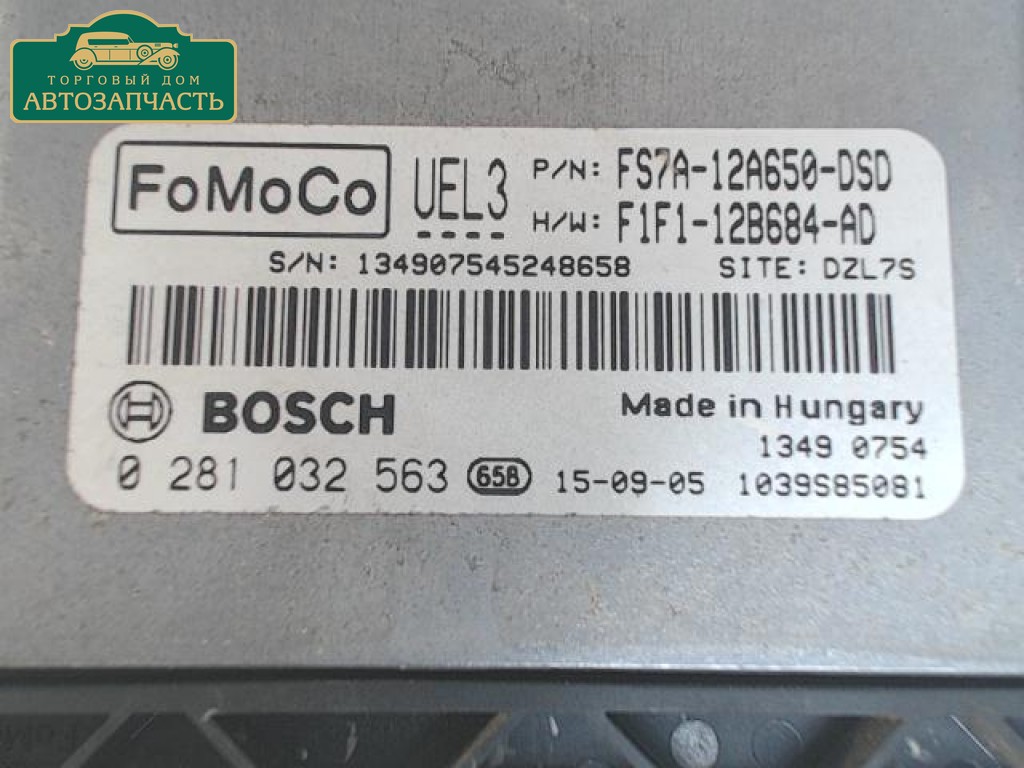 ТОРГОВЫЙ ДОМ
АВТОЗАПЧАСТЬ
FoMoCo UEL3 P/N: FS7A-12A650-DSD
H/W: F1F1-12B684-AD
S/N: 134907545248658 SITE: DZL7S
BOSCH Made in Hungary
1349 0754
0 281 032 563 65B 15-09-05 1039S85081